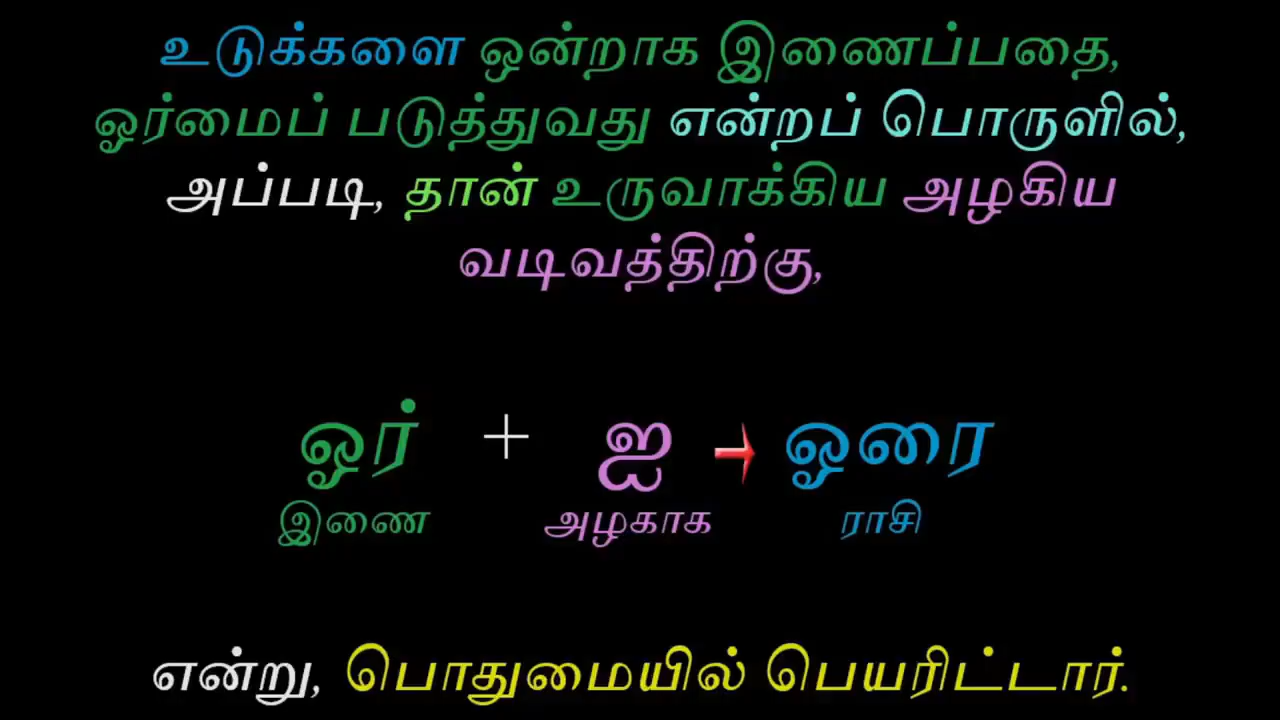 உடுக்களை ஒன்றாக இணைப்பதை,
ஓர்மைப் படுத்துவது என்றப் பொருளில்,
அப்படி, தான் உருவாக்கிய அழகிய
வடிவத்திற்கு,
ஓர் + ஐ → ஓரை
இணை அழகாக ராசி
என்று, பொதுமையில் பெயரிட்டார்.